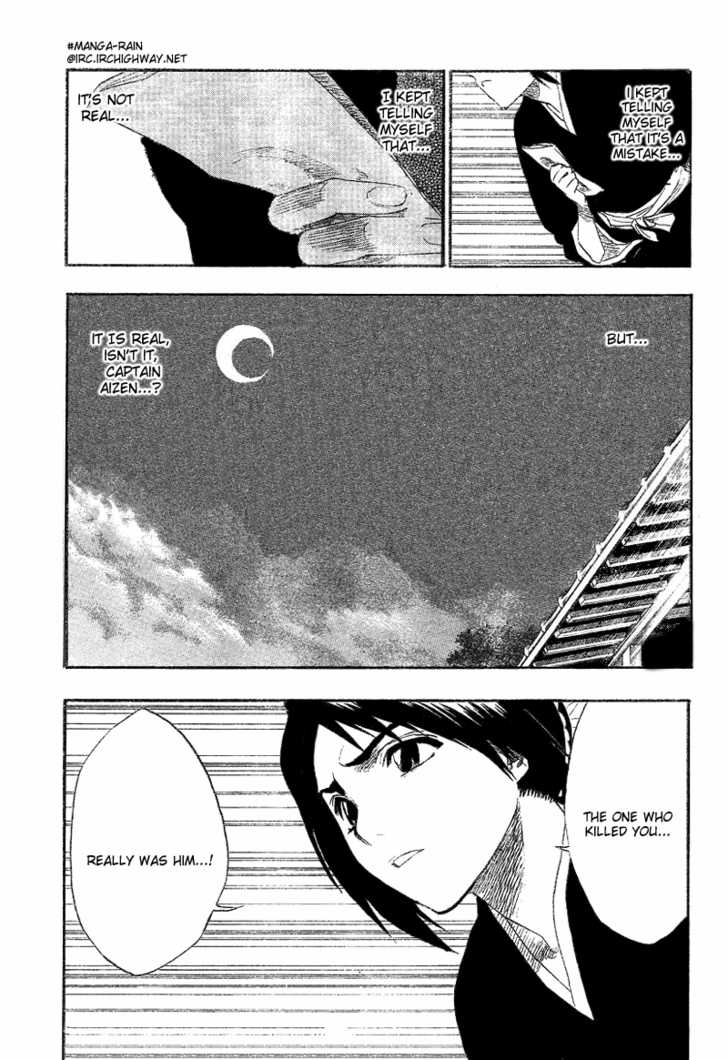 #MANGA-RAIN
@IRC.IRCHIGHWAY.NET
I KEPT
TELLING
MYSELF
THAT IT'S A
MISTAKE...
I KEPT
TELLING
MYSELF
THAT...
IT'S NOT
REAL...
BUT...
IT IS REAL,
ISN'T IT,
CAPTAIN
AIZEN...?
THE ONE WHO
KILLED YOU...
REALLY WAS HIM...!